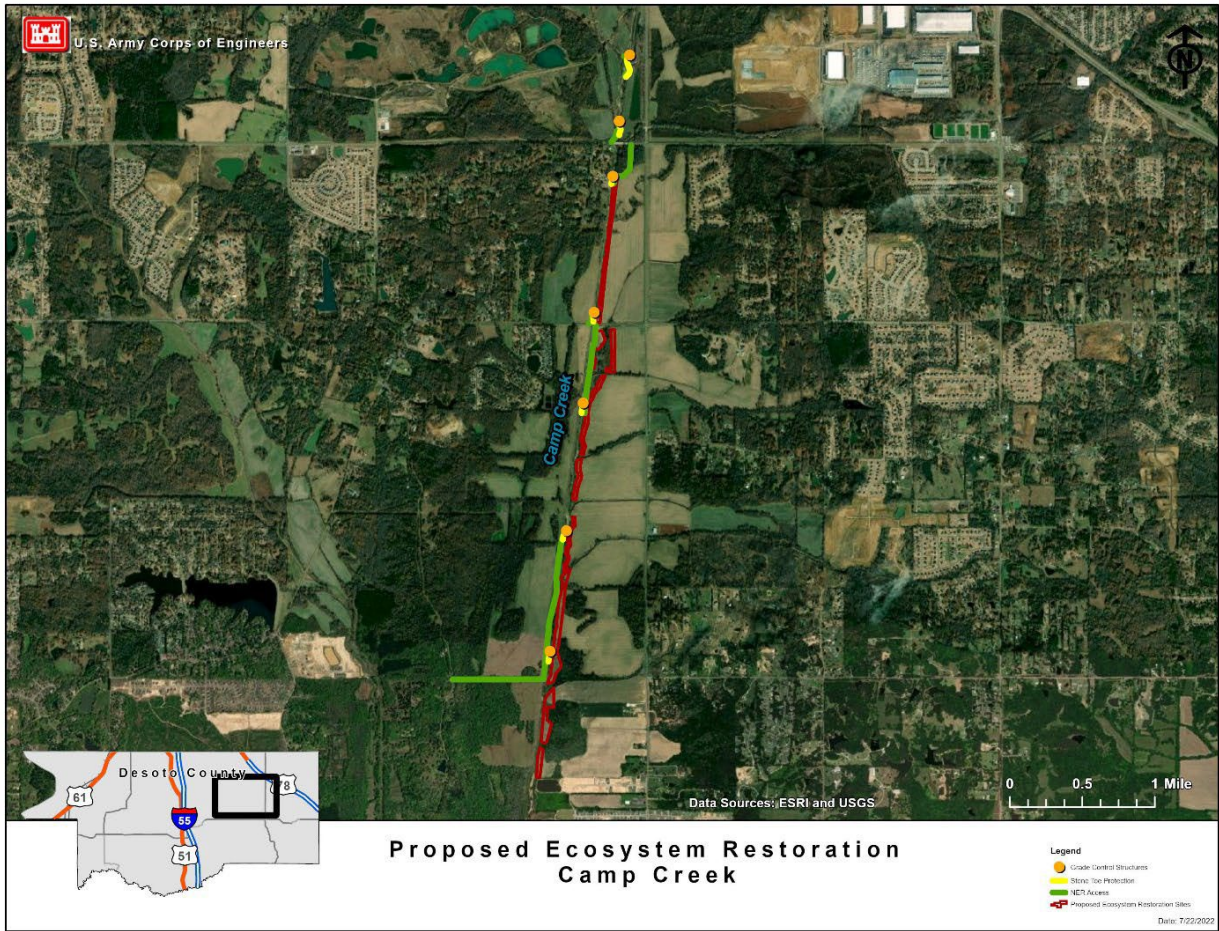 U.S. Army Corps of Engineers
N
Camp Creek
Desoto County
61
78
55
51
0 0.5 1 Mile
Data Sources: ESRI and USGS
Proposed Ecosystem Restoration
Camp Creek
Legend
Grade Control Structures
Stone Toe Protection
NER Access
Proposed Ecosystem Restoration Sites
Date: 7/22/2022